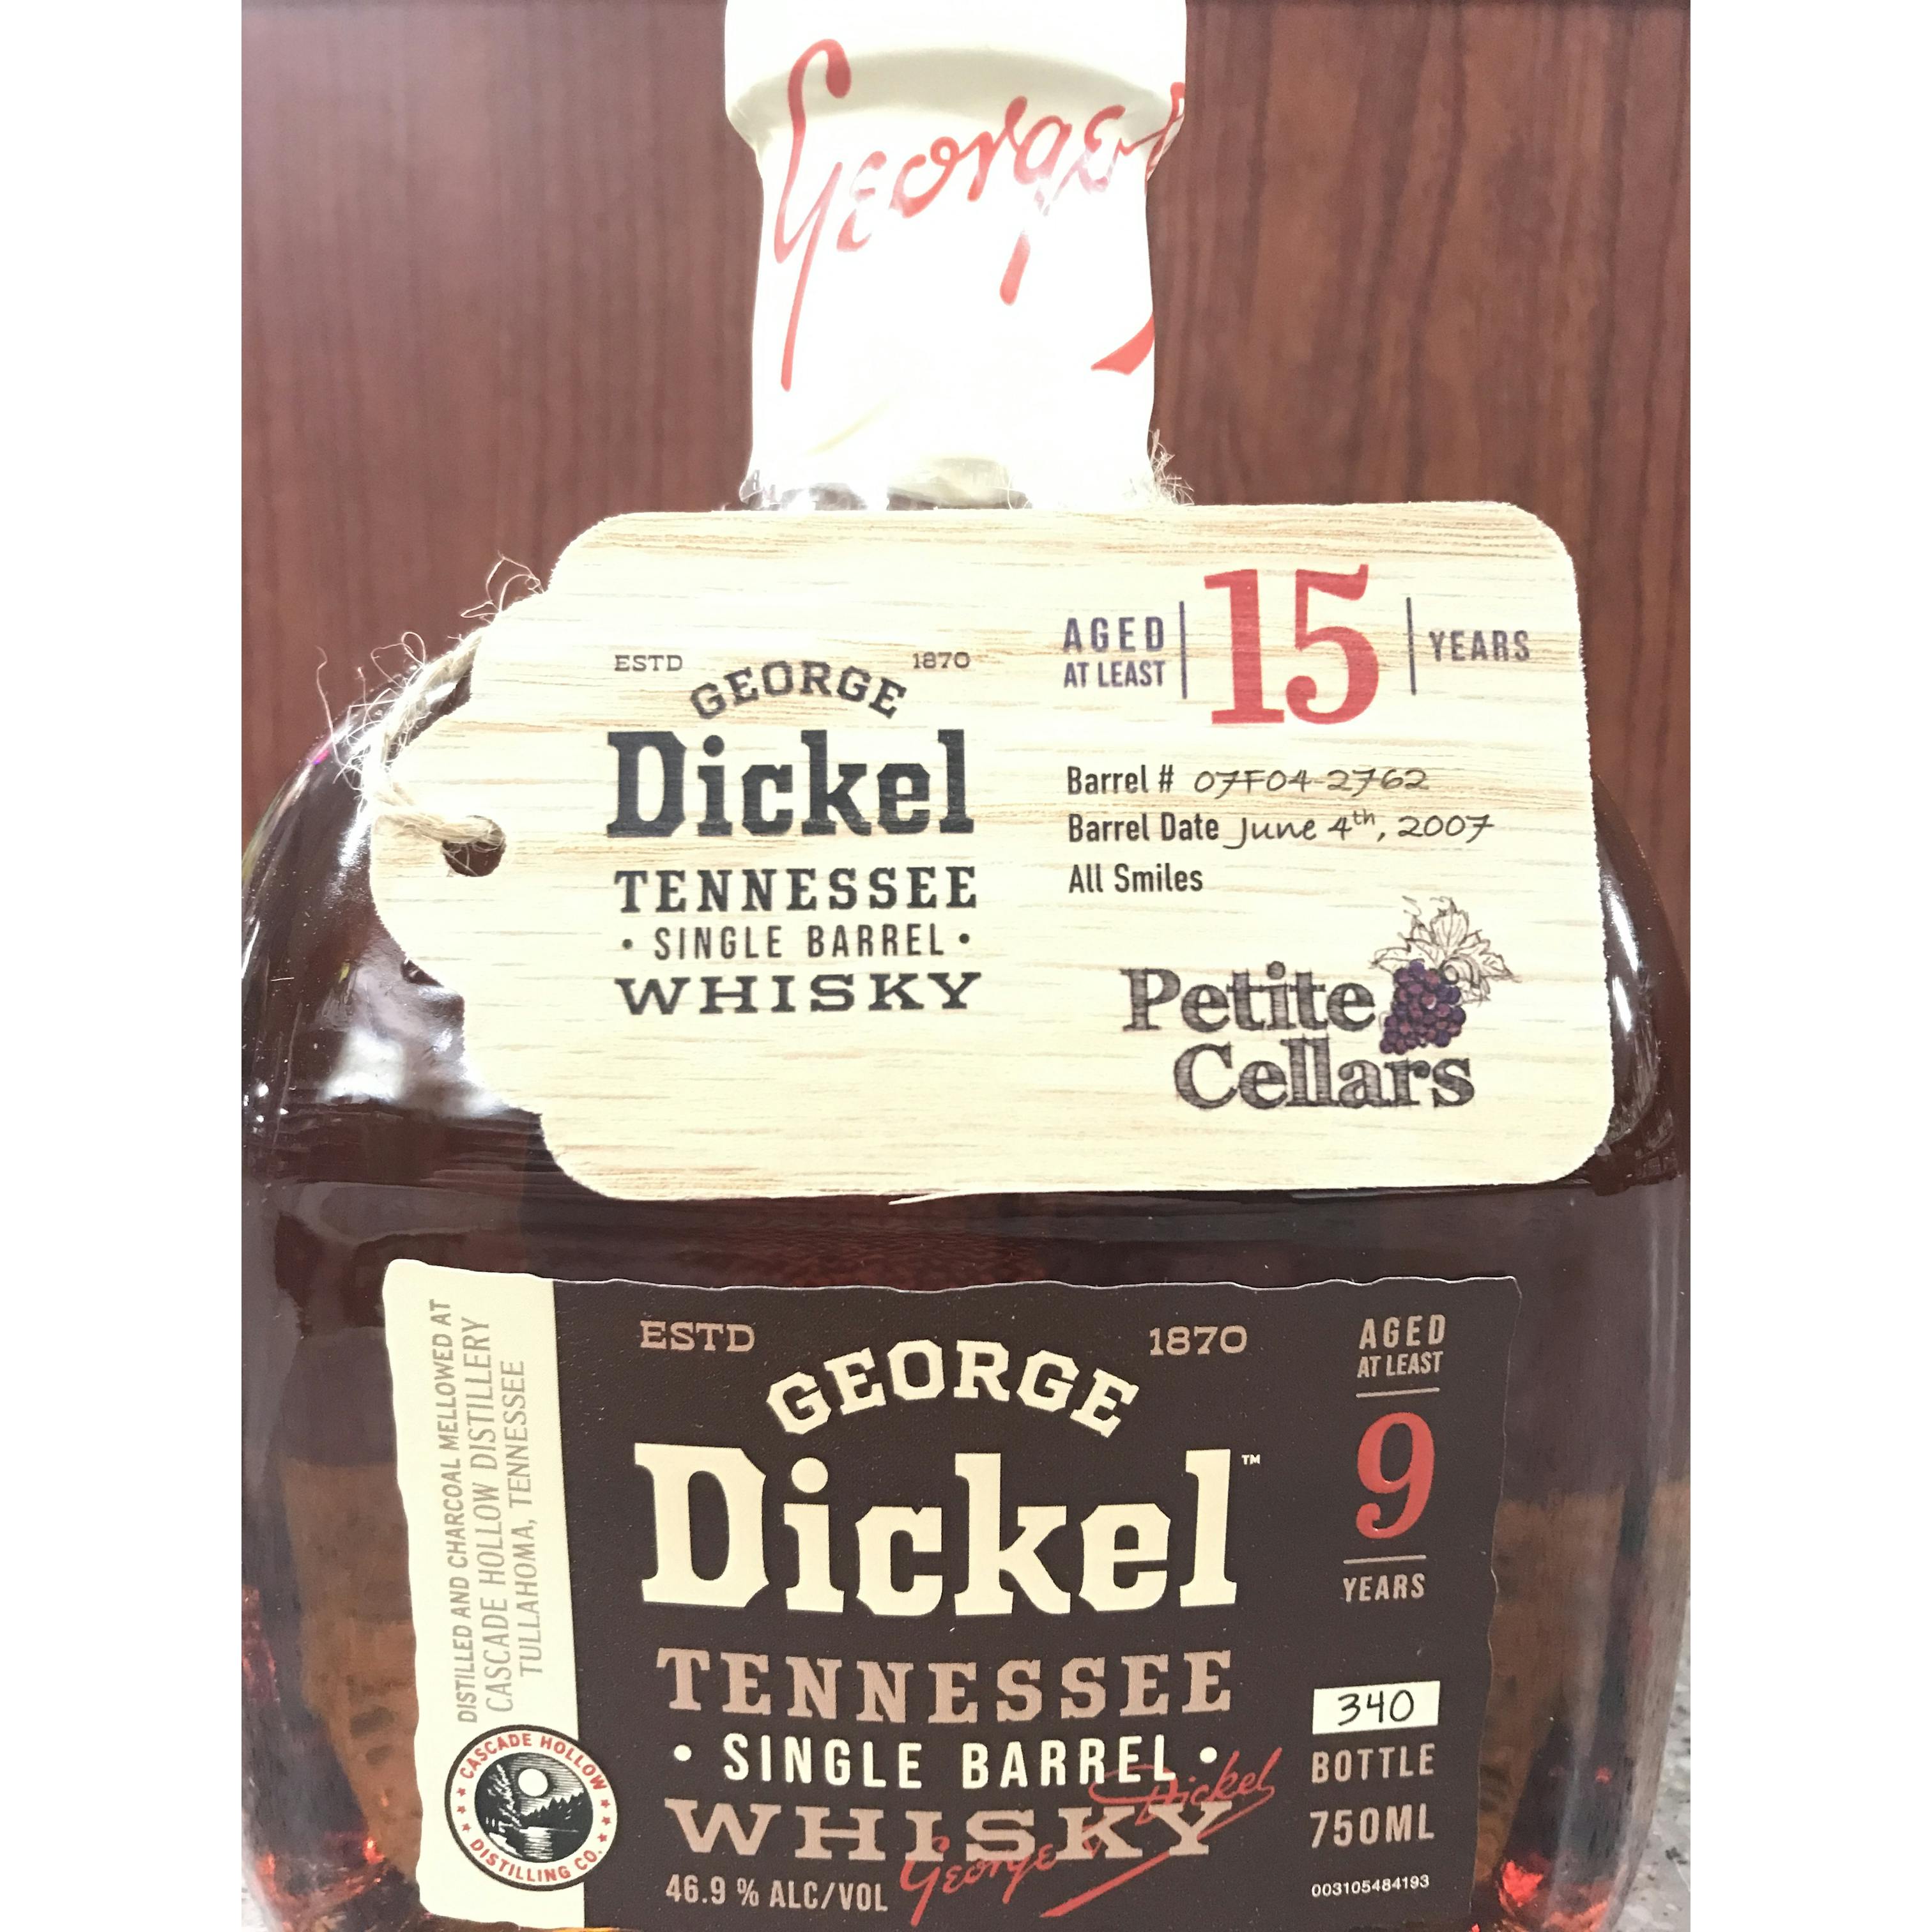 George
ESTD 1870
GEORGE
Dickel
TENNESSEE
• SINGLE BARREL •
WHISKY
AGED
AT LEAST
15
YEARS
Barrel # 07F04-2762
Barrel Date June 4th, 2007
All Smiles
Petite
Cellars
DISTILLED AND CHARCOAL MELLOWED AT
CASCADE HOLLOW DISTILLERY
TULLAHOMA, TENNESSEE
CASCADE HOLLOW
DISTILLING CO.
ESTD 1870
GEORGE
Dickel™
TENNESSEE
• SINGLE BARREL •
WHISKY
George Dickel
46.9 % ALC/VOL
AGED
AT LEAST
9
YEARS
340
BOTTLE
750ML
003105484193